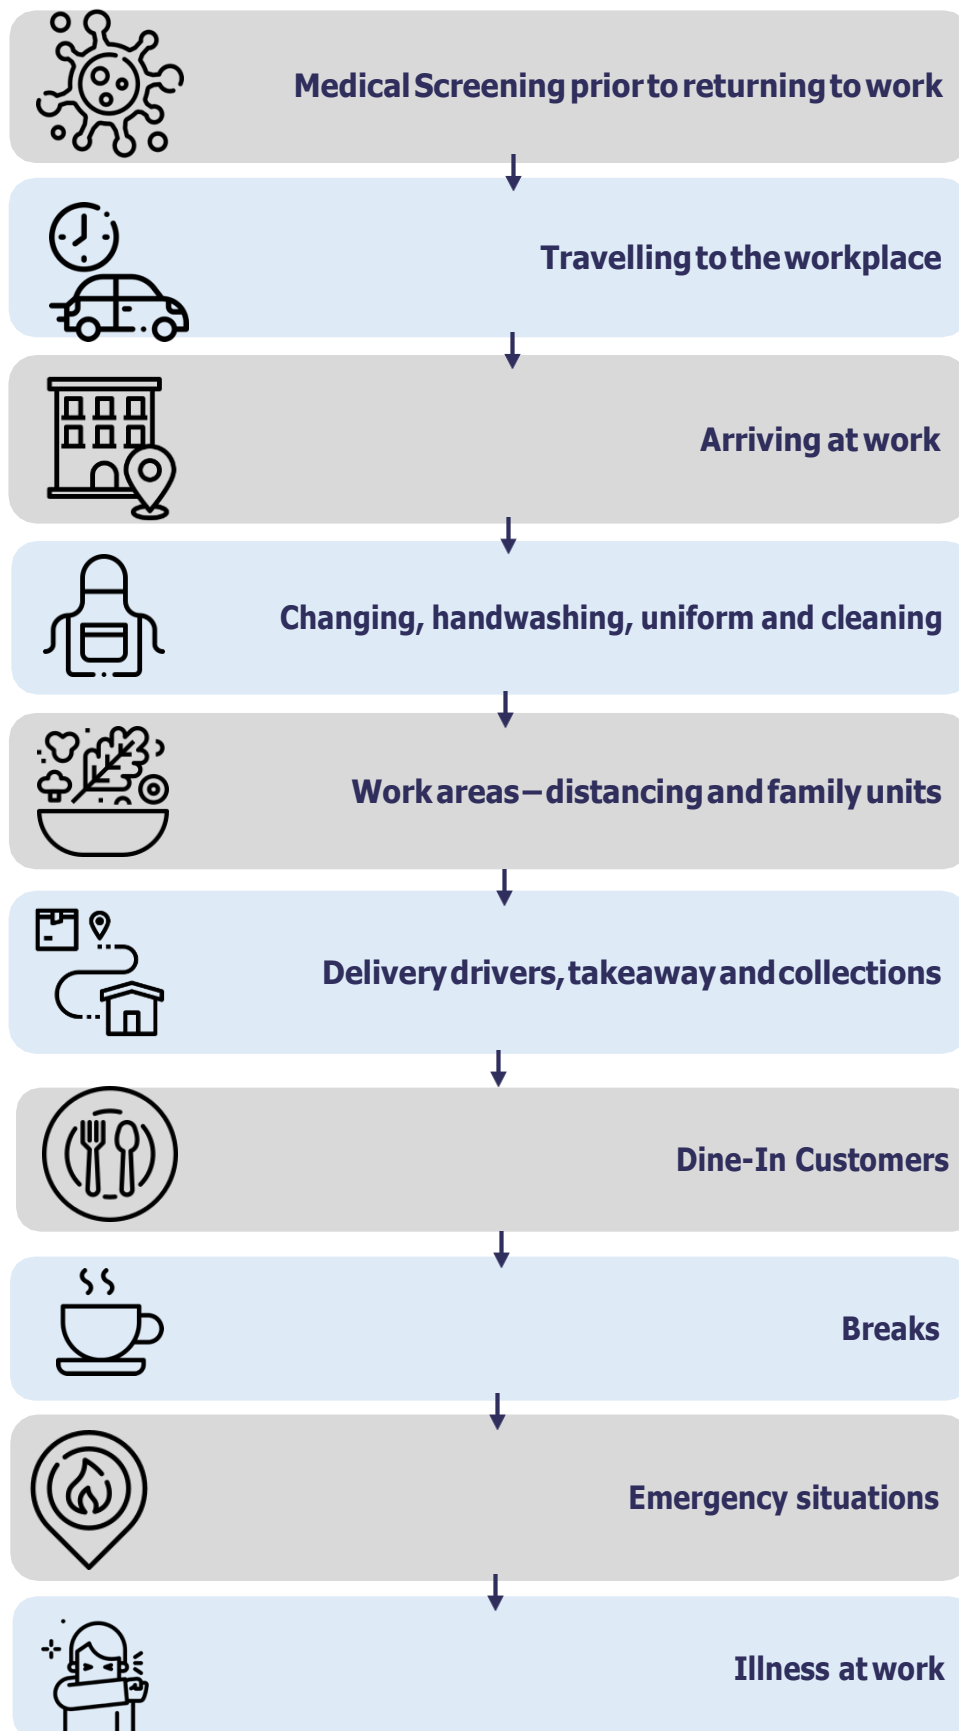 Medical Screening prior to returning to work
Travelling to the workplace
Arriving at work
Changing, handwashing, uniform and cleaning
Work areas – distancing and family units
Delivery drivers, takeaway and collections
Dine-In Customers
Breaks
Emergency situations
Illness at work